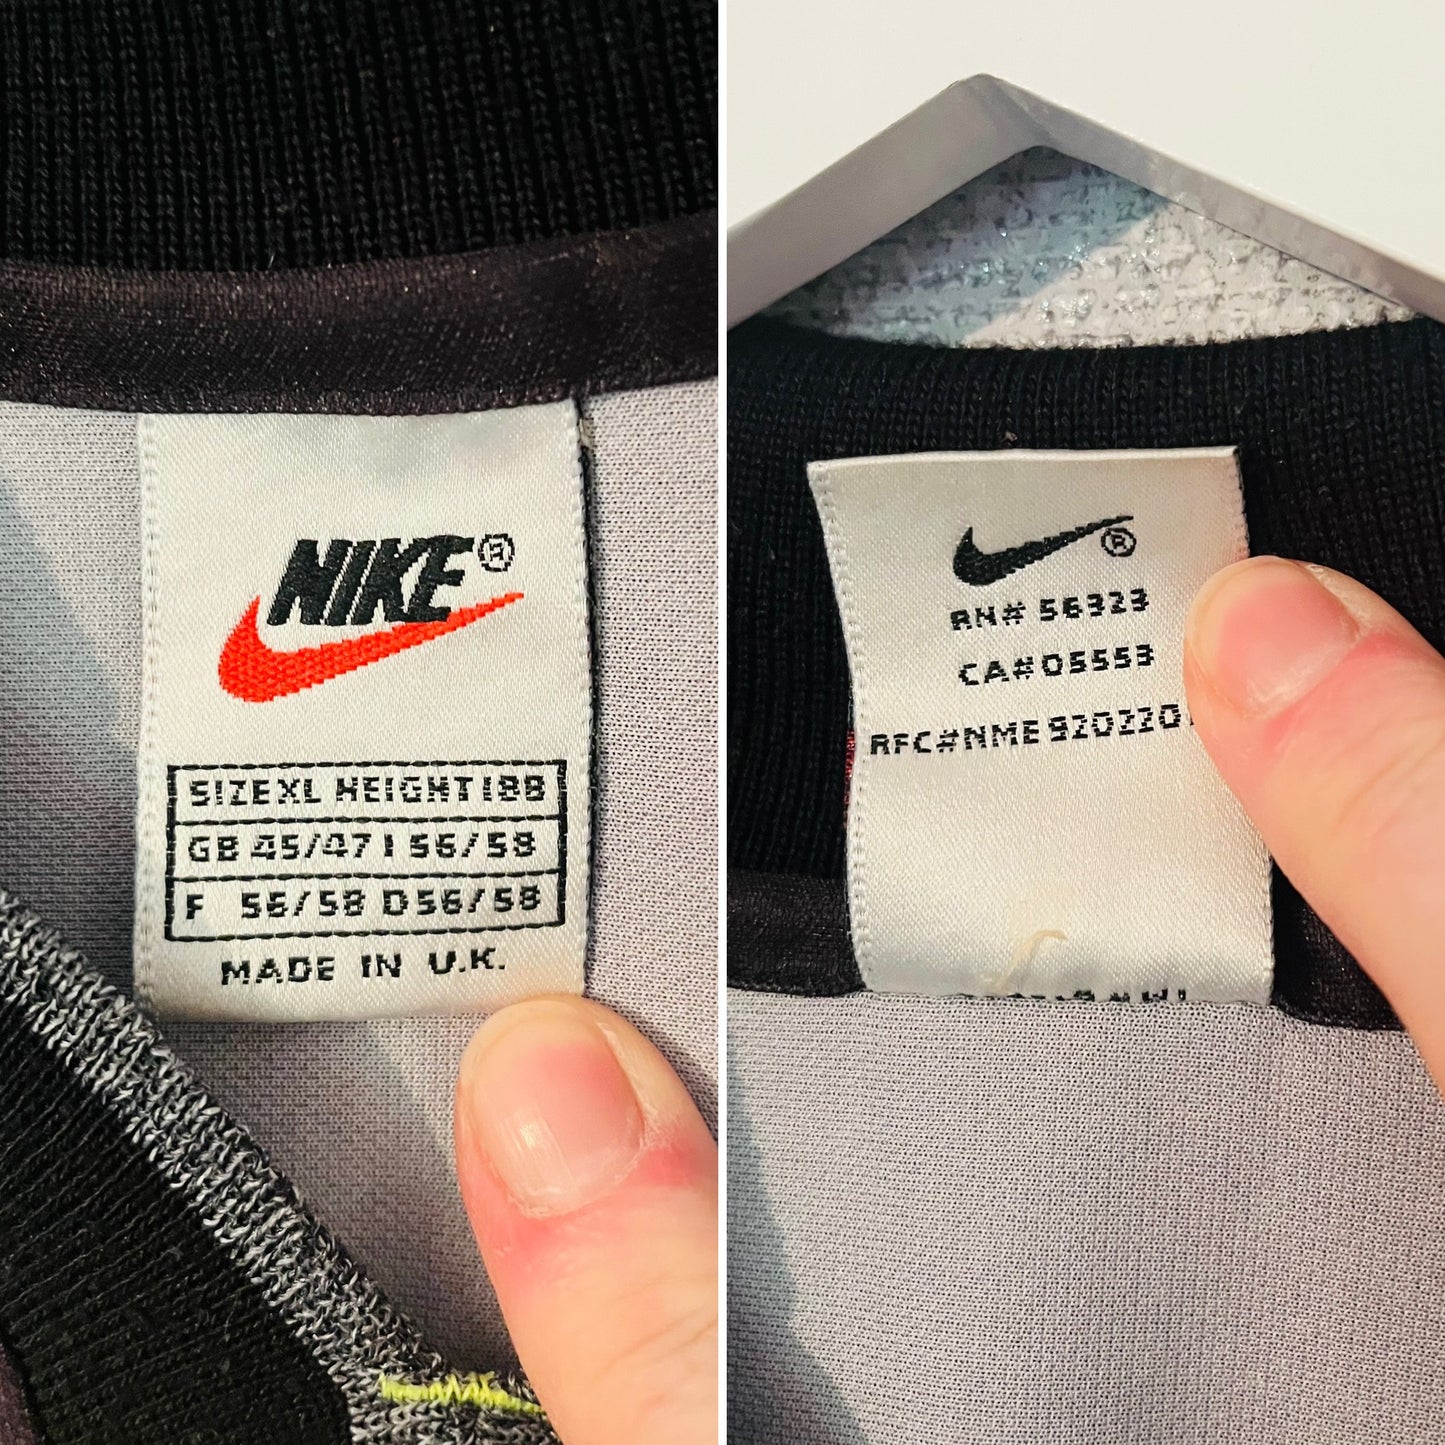 NIKE®
SIZE XL HEIGHT 188
GB 45/47 I 56/58
F 56/58 D 56/58
MADE IN U.K.
®
RN# 56323
CA# 05553
RFC#NME